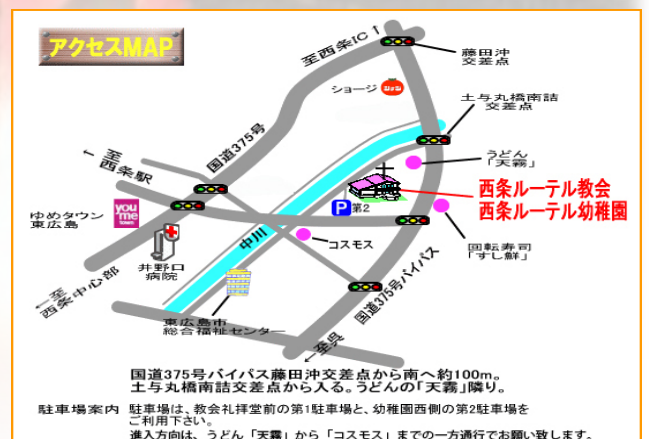 アクセスMAP
至西条IC↑
藤田沖
交差点
ショージ
ショージ
土与丸橋南詰
交差点
国道375号
うどん
「天霧」
← 至
西条駅
西条ルーテル教会
西条ルーテル幼稚園
P 第2
you
me
town
ゆめタウン
東広島
中川
コスモス
回転寿司
「すし鮮」
井野口
病院
国道375号バイパス
←至
西条中心部
東広島市
総合福祉センター
←至呉
国道375号バイパス藤田沖交差点から南へ約100m。
土与丸橋南詰交差点から入る。うどんの「天霧」隣り。
駐車場案内 駐車場は、教会礼拝堂前の第1駐車場と、幼稚園西側の第2駐車場を
ご利用下さい。
進入方向は、うどん「天霧」から「コスモス」までの一方通行でお願い致します。